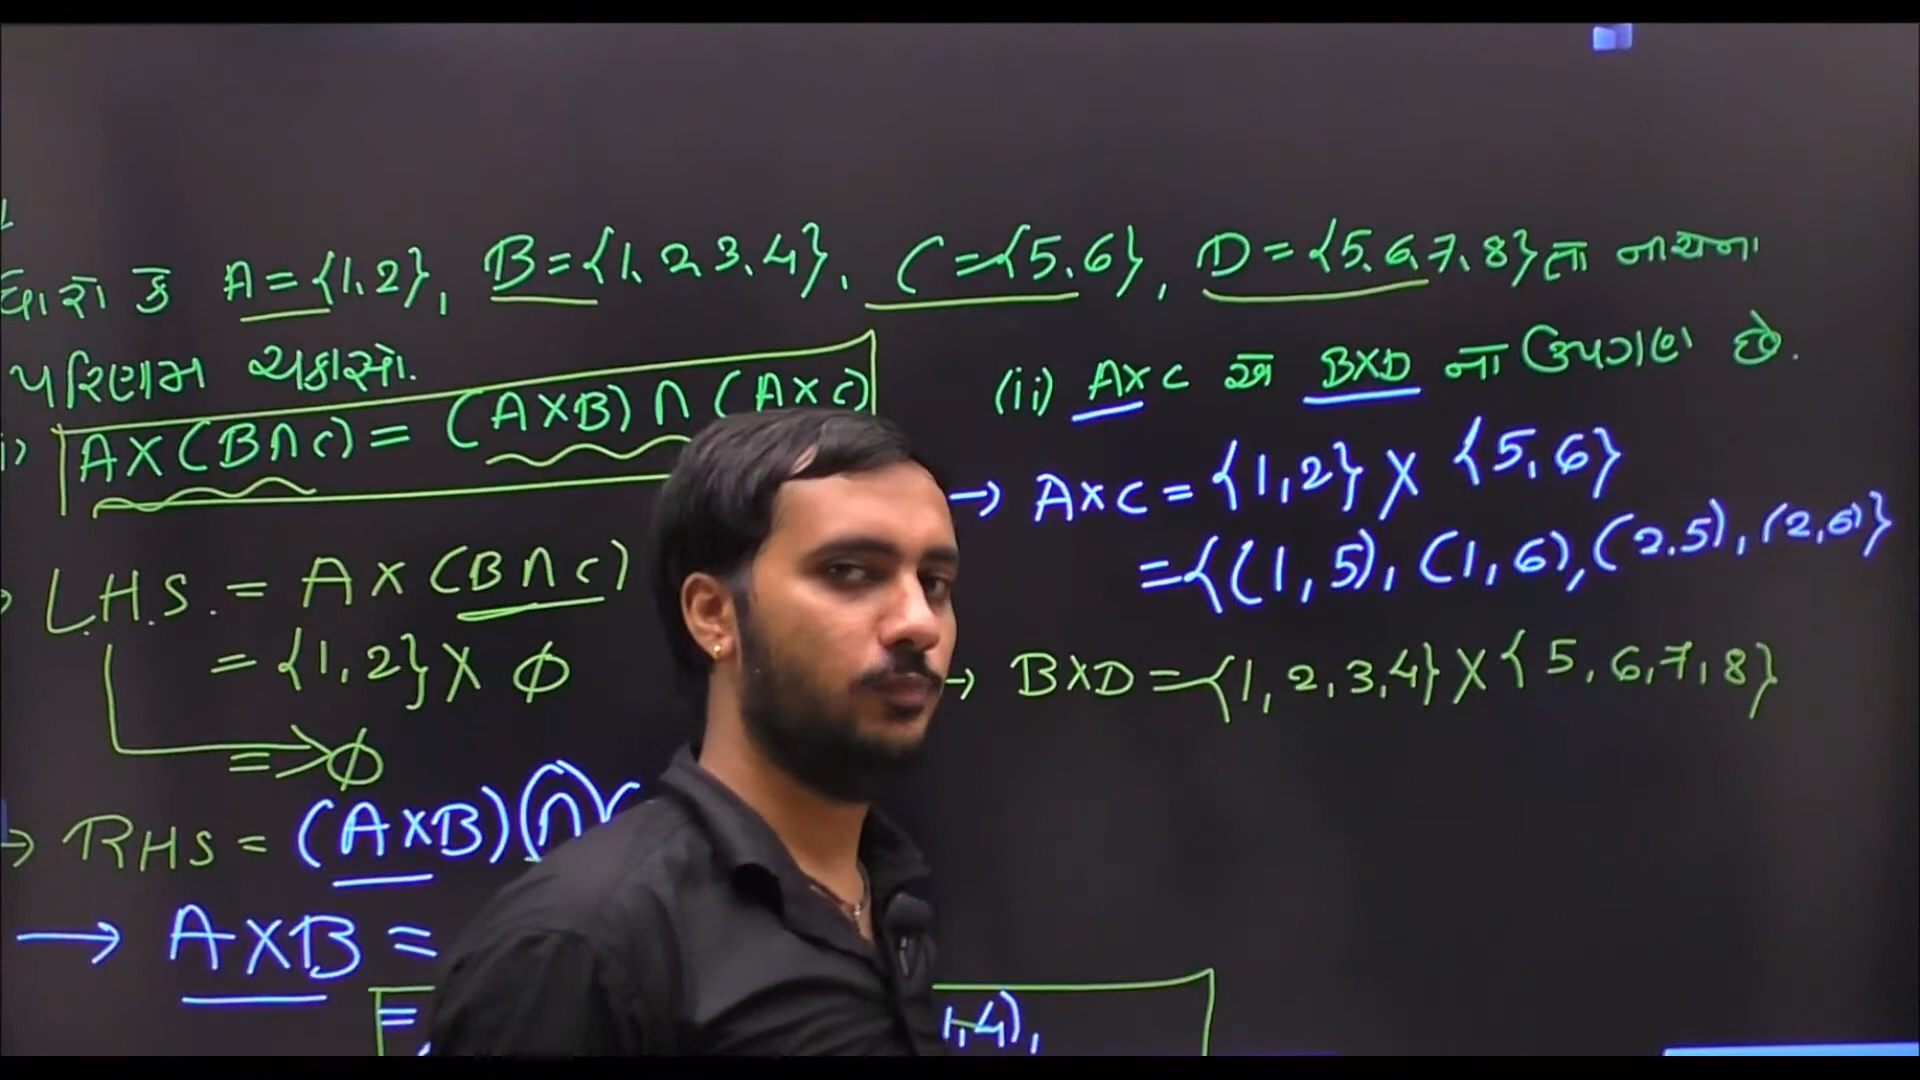 ધારો કે A={1,2}, B={1,2,3,4}, C={5,6}, D={5,6,7,8} તો નીચેના
પરિણામ ચકાસો.
i) A×(B∩C)=(A×B)∩(A×C)
L.H.S. = A×(B∩C)
= {1,2}×∅
=>∅
→ RHS = (A×B)∩(
→ A×B =
=
1,4),
(ii) A×C એ B×D નો ઉપગણ છે.
→ A×C = {1,2} × {5,6}
={(1,5), (1,6), (2,5), (2,6)}
→ B×D={1,2,3,4}×{5,6,7,8}